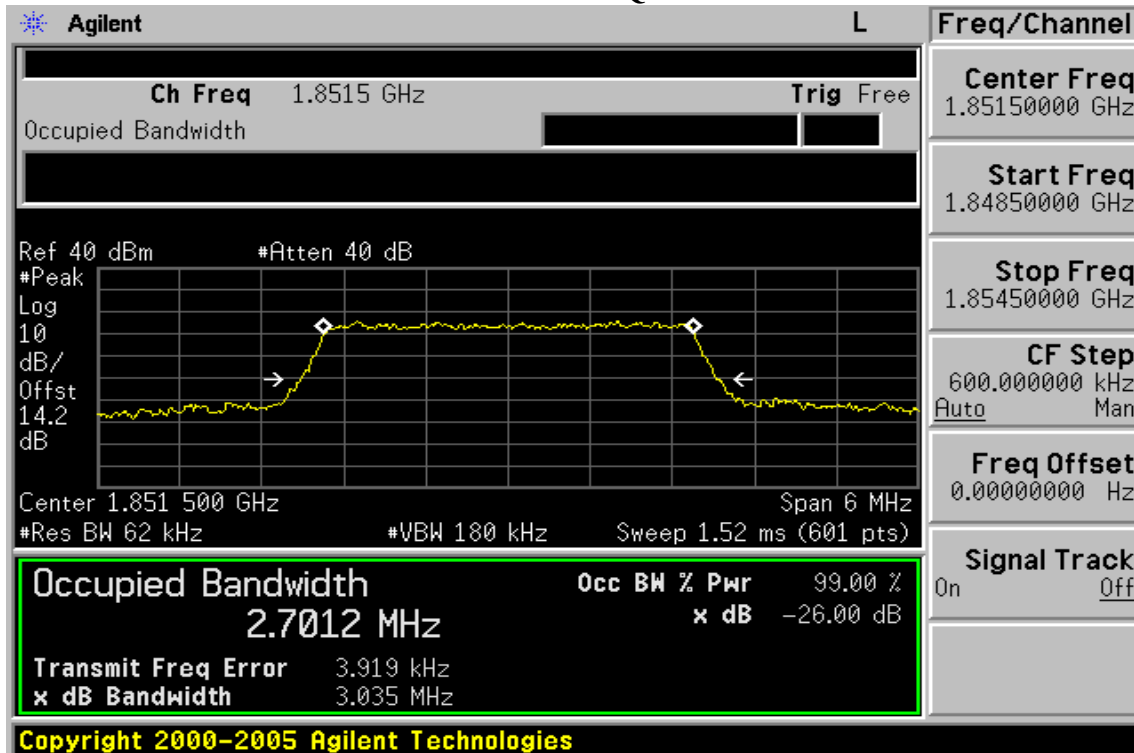 Agilent L Freq/Channel
Ch Freq 1.8515 GHz Trig Free
Occupied Bandwidth
Center Freq
1.85150000 GHz
Start Freq
1.84850000 GHz
Stop Freq
1.85450000 GHz
CF Step
600.000000 kHz
Auto Man
Freq Offset
0.00000000 Hz
Signal Track
On Off
Ref 40 dBm #Atten 40 dB
#Peak
Log
10
dB/
Offst
14.2
dB
Center 1.851 500 GHz Span 6 MHz
#Res BW 62 kHz #VBW 180 kHz Sweep 1.52 ms (601 pts)
Occupied Bandwidth Occ BW % Pwr 99.00 %
2.7012 MHz x dB -26.00 dB
Transmit Freq Error 3.919 kHz
x dB Bandwidth 3.035 MHz
Copyright 2000-2005 Agilent Technologies